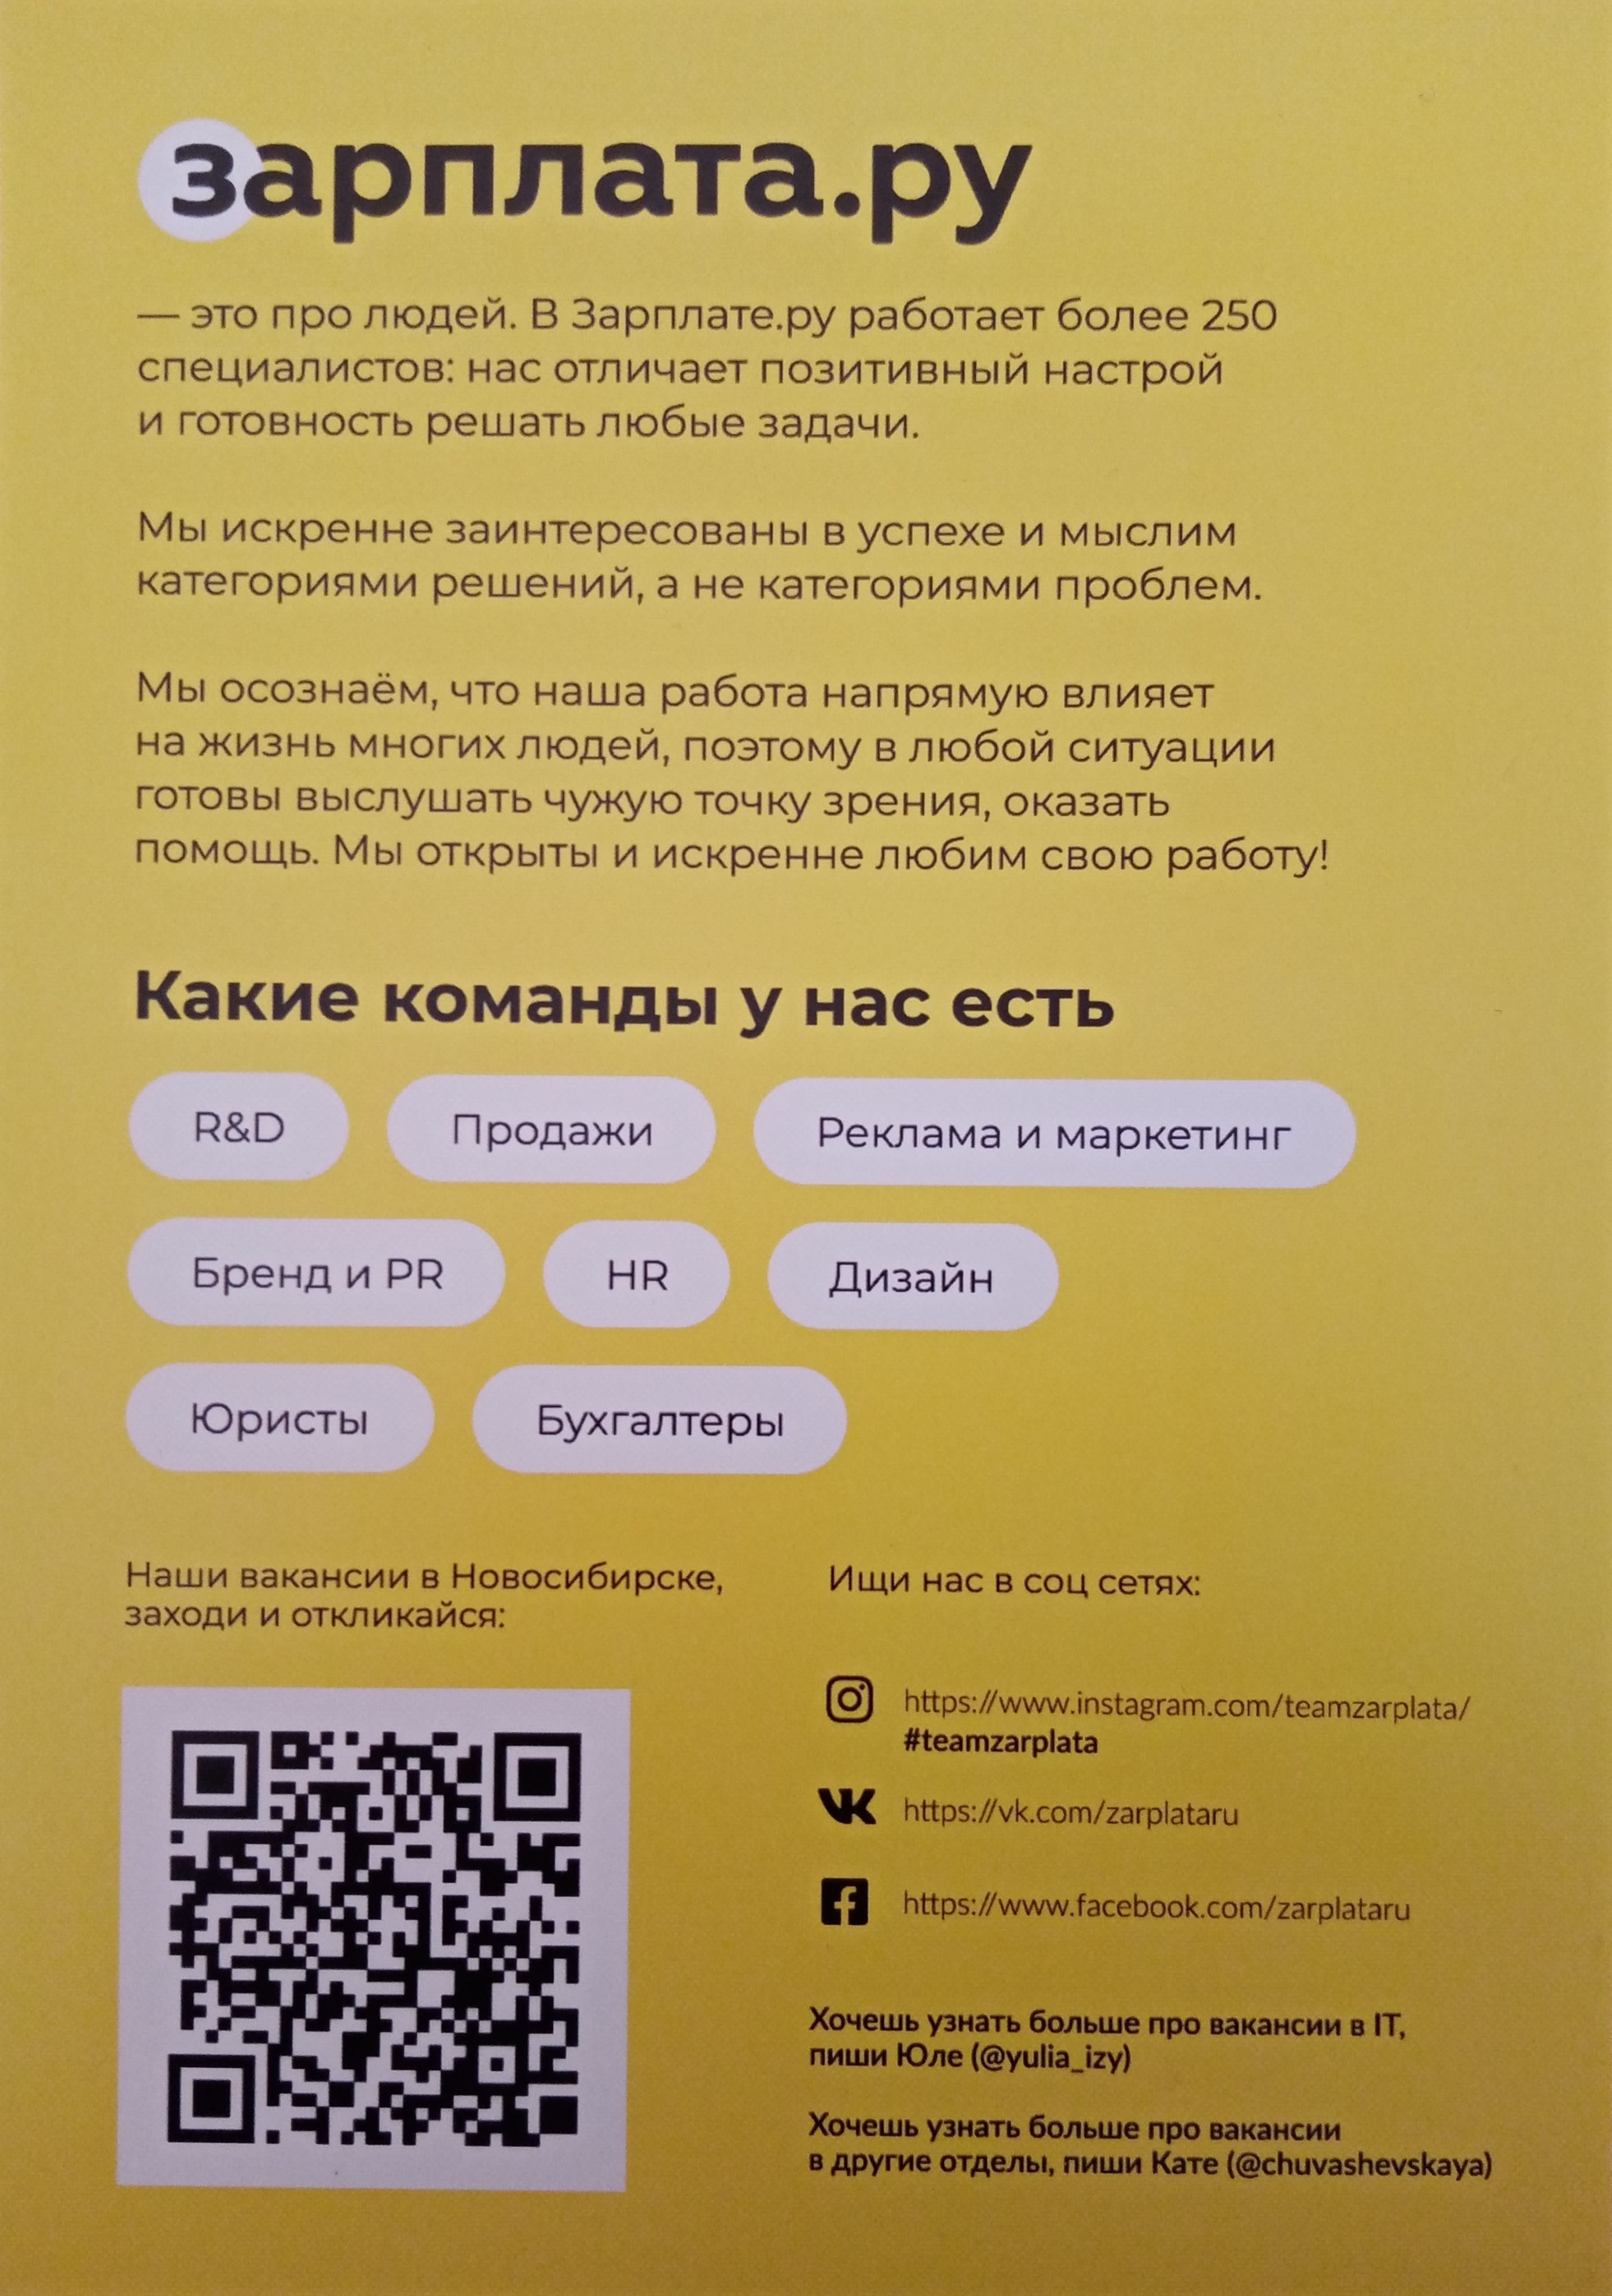 зарплата.ру
— это про людей. В Зарплате.ру работает более 250
специалистов: нас отличает позитивный настрой
и готовность решать любые задачи.
Мы искренне заинтересованы в успехе и мыслим
категориями решений, а не категориями проблем.
Мы осознаём, что наша работа напрямую влияет
на жизнь многих людей, поэтому в любой ситуации
готовы выслушать чужую точку зрения, оказать
помощь. Мы открыты и искренне любим свою работу!
Какие команды у нас есть
R&D Продажи Реклама и маркетинг
Бренд и PR HR Дизайн
Юристы Бухгалтеры
Наши вакансии в Новосибирске,
заходи и откликайся:
Ищи нас в соц сетях:
https://www.instagram.com/teamzarplata/
#teamzarplata
https://vk.com/zarplataru
https://www.facebook.com/zarplataru
Хочешь узнать больше про вакансии в IT,
пиши Юле (@yulia_izy)
Хочешь узнать больше про вакансии
в другие отделы, пиши Кате (@chuvashevskaya)